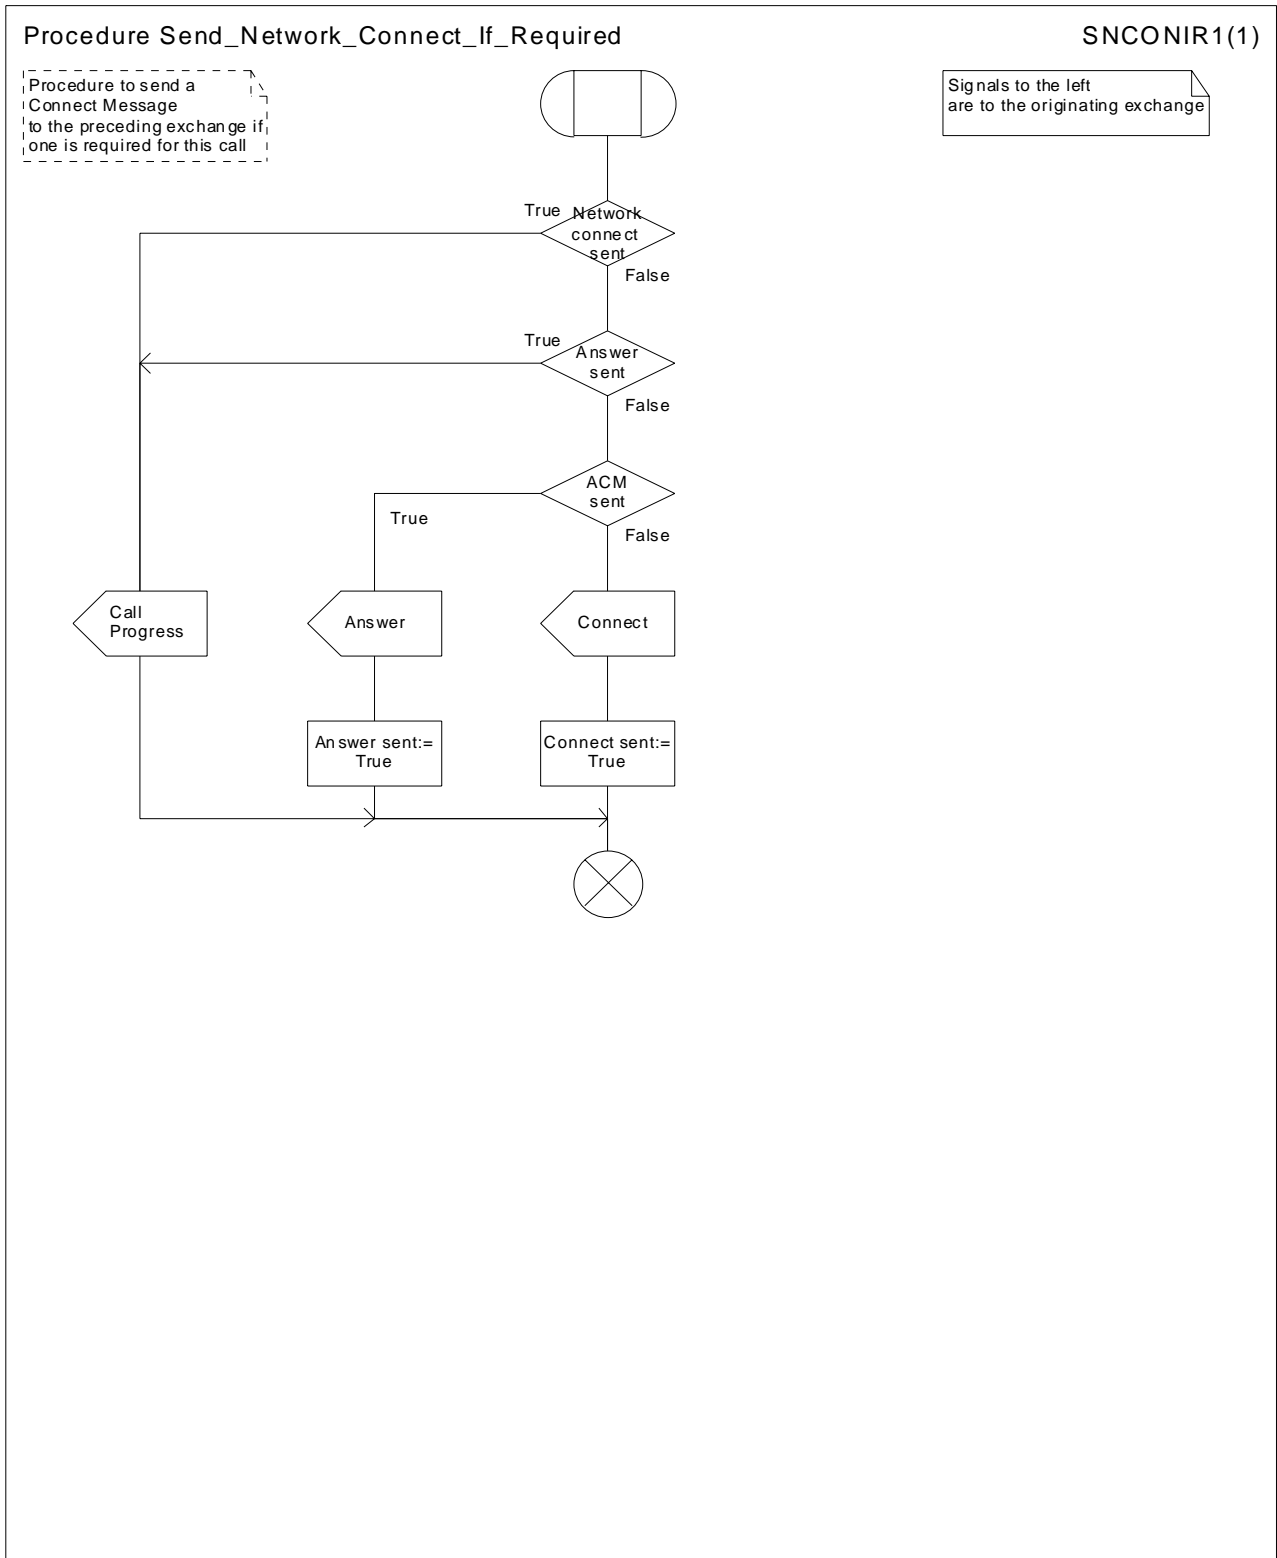 Procedure Send_Network_Connect_If_Required
SNCONIR1(1)
Procedure to send a
Connect Message
to the preceding exchange if
one is required for this call
Signals to the left
are to the originating exchange
True
Network
connect
sent
False
True
Answer
sent
False
ACM
sent
True
False
Call
Progress
Answer
Connect
Answer sent:=
True
Connect sent:=
True